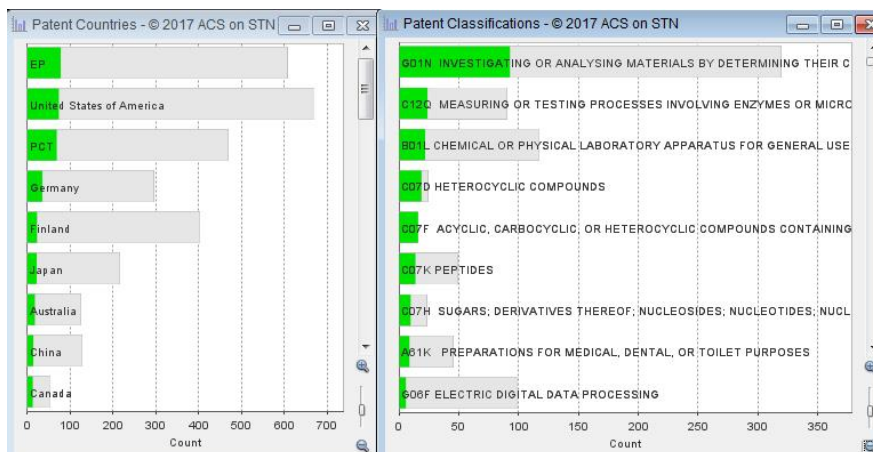 Patent Countries - © 2017 ACS on STN
EP
United States of America
PCT
Germany
Finland
Japan
Australia
China
Canada
0 100 200 300 400 500 600 700
Count
Patent Classifications - © 2017 ACS on STN
G01N INVESTIGATING OR ANALYSING MATERIALS BY DETERMINING THEIR C
C12Q MEASURING OR TESTING PROCESSES INVOLVING ENZYMES OR MICRO
B01L CHEMICAL OR PHYSICAL LABORATORY APPARATUS FOR GENERAL USE
C07D HETEROCYCLIC COMPOUNDS
C07F ACYCLIC, CARBOCYCLIC, OR HETEROCYCLIC COMPOUNDS CONTAINING
C07K PEPTIDES
C07H SUGARS; DERIVATIVES THEREOF; NUCLEOSIDES; NUCLEOTIDES; NUCL
A61K PREPARATIONS FOR MEDICAL, DENTAL, OR TOILET PURPOSES
G06F ELECTRIC DIGITAL DATA PROCESSING
0 50 100 150 200 250 300 350
Count